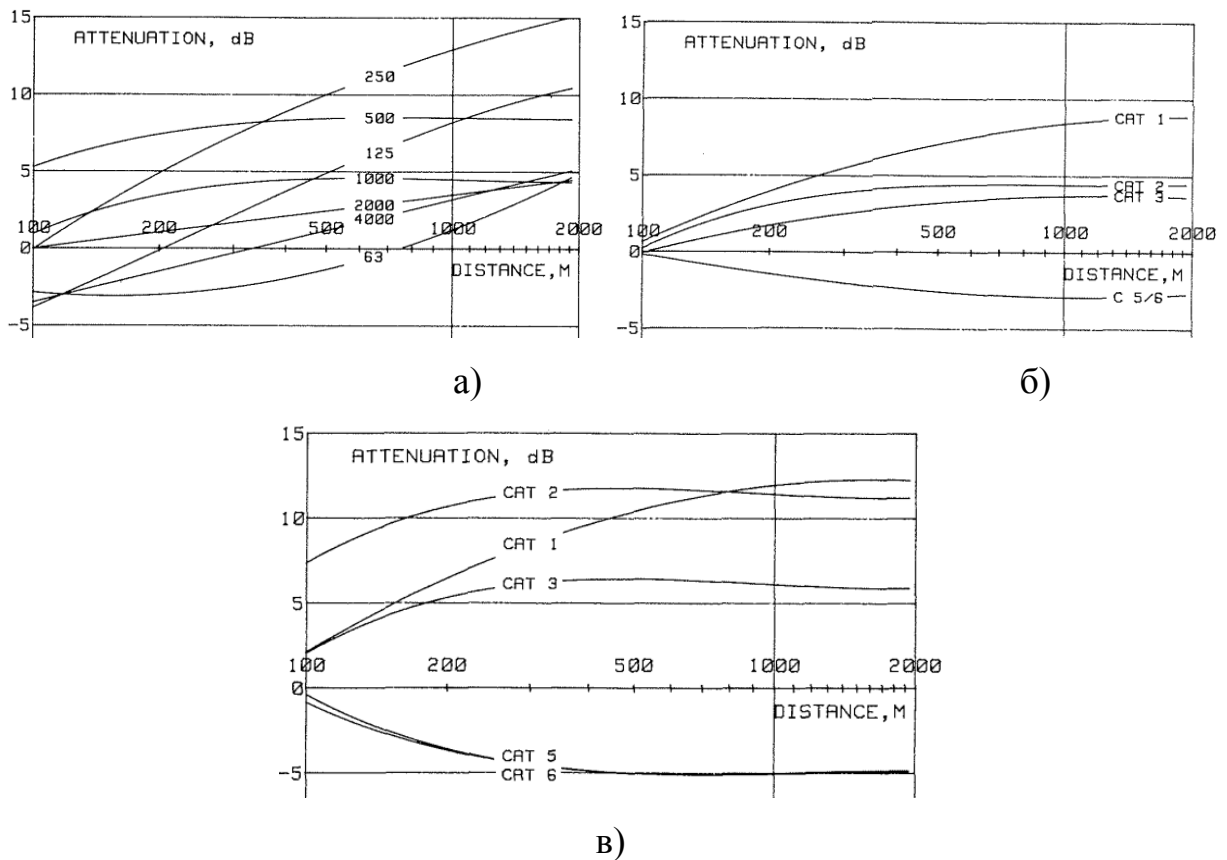 15
ATTENUATION, dB
250
10
500
125
5
1000
2000
4000
100 200 500 1000 2000
0
63
DISTANCE, M
-5
а)
15
ATTENUATION, dB
10
CAT 1
5
CAT 2
CAT 3
100 200 500 1000 2000
0
DISTANCE, M
C 5/6
-5
б)
15
ATTENUATION, dB
CAT 2
10
CAT 1
CAT 3
5
100 200 500 1000 2000
0
DISTANCE, M
CAT 5
-5
CAT 6
в)